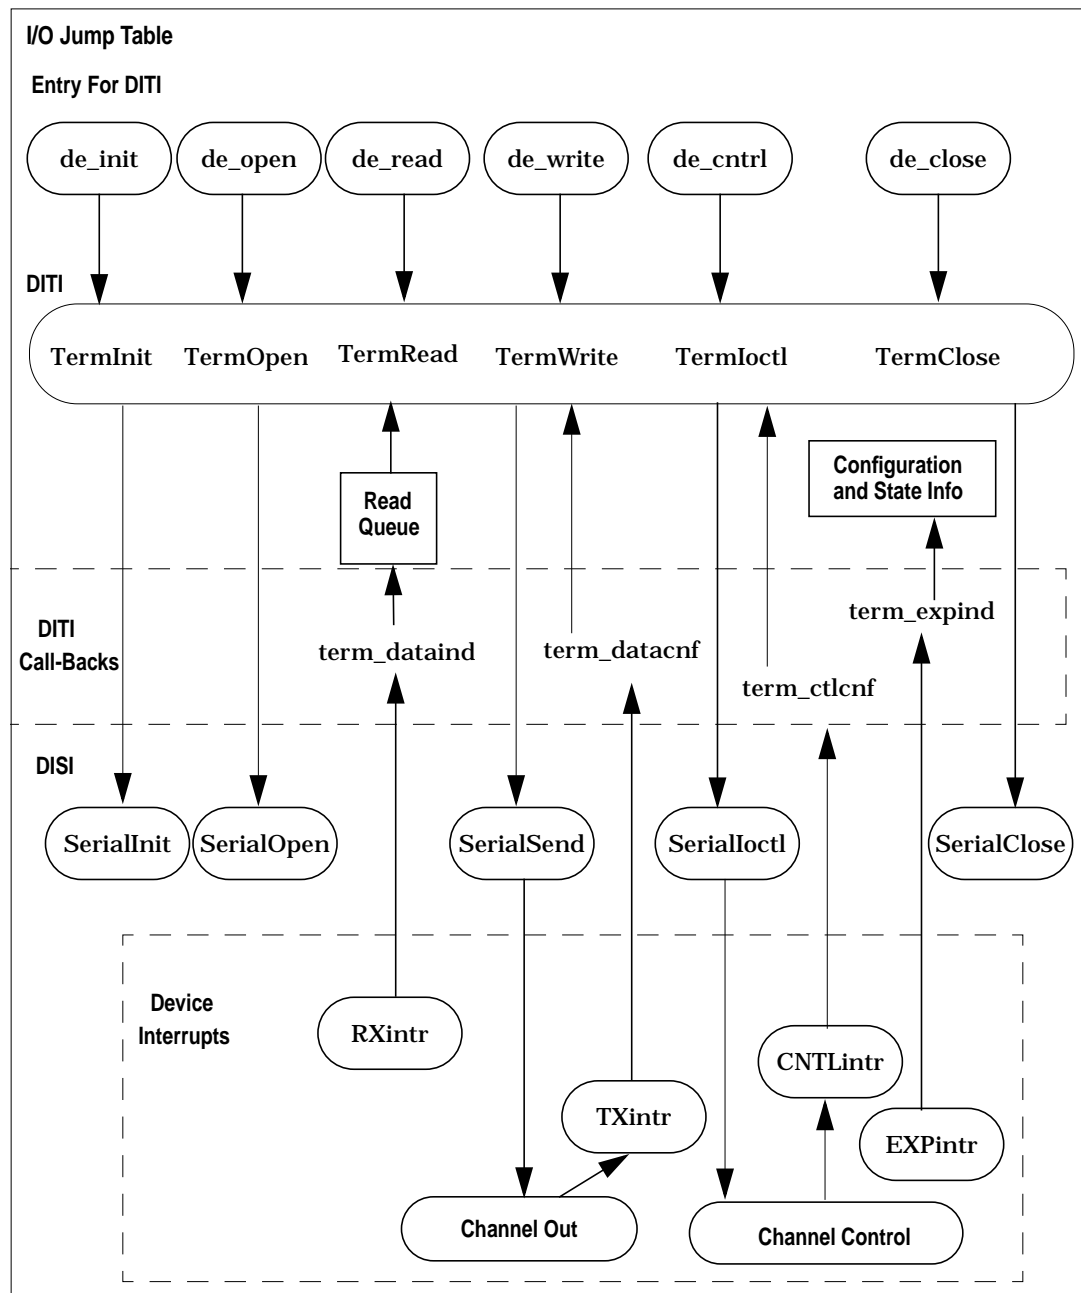 I/O Jump Table
Entry For DITI
de_init de_open de_read de_write de_cntrl de_close
DITI
TermInit TermOpen TermRead TermWrite TermIoctl TermClose
Configuration
and State Info
Read
Queue
term_expind
DITI
Call-Backs
term_dataind term_datacnf
term_ctlcnf
DISI
SerialInit SerialOpen SerialSend SerialIoctl SerialClose
Device
Interrupts
RXintr
CNTLintr
TXintr
EXPintr
Channel Out
Channel Control